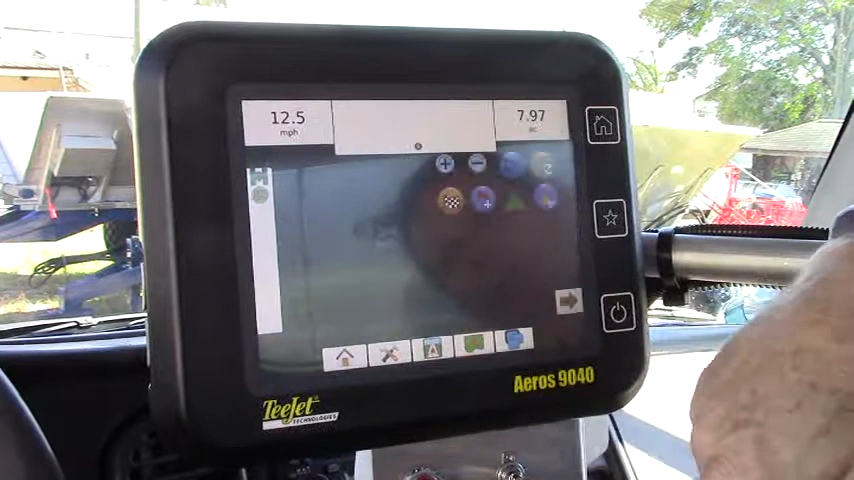 12.5
mph
7.97
ac
TeeJet
TECHNOLOGIES
Aeros 9040